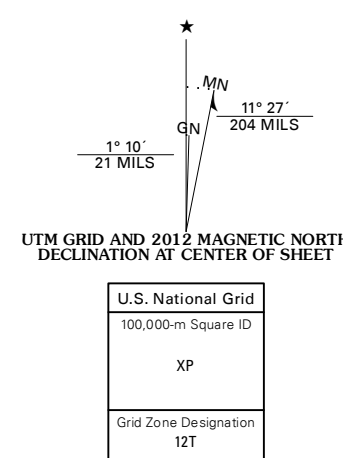 ★
MN
11° 27´
204 MILS
GN
1° 10´
21 MILS
UTM GRID AND 2012 MAGNETIC NORTH
DECLINATION AT CENTER OF SHEET
U.S. National Grid
100,000-m Square ID
XP
Grid Zone Designation
12T